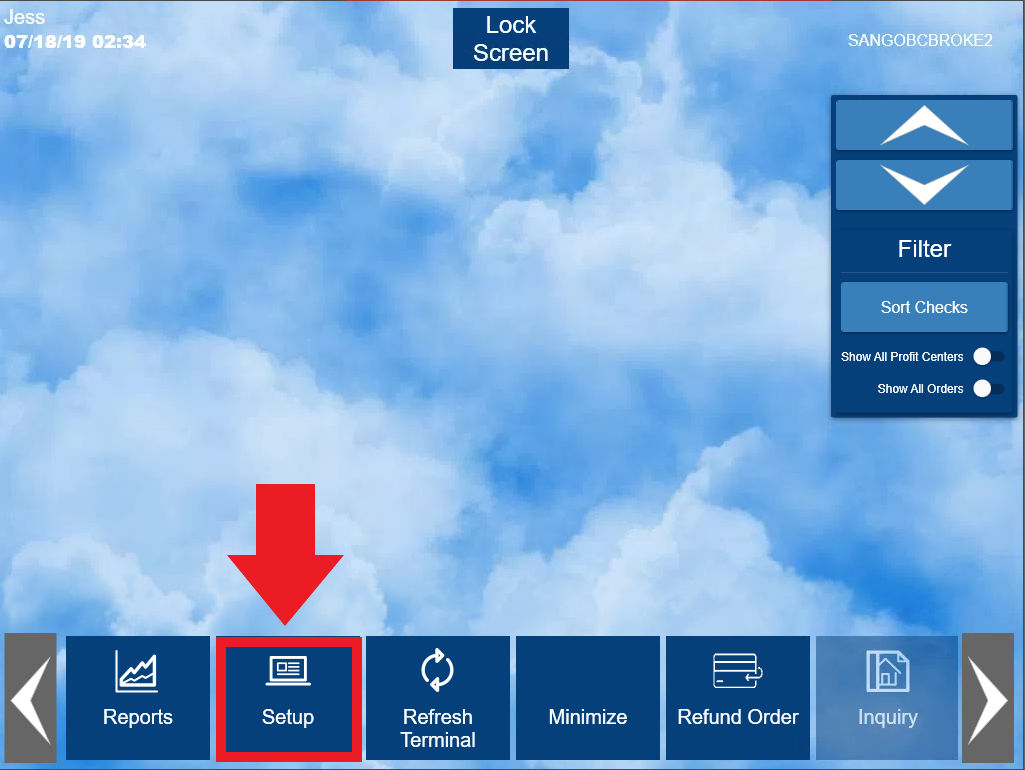 Jess
07/18/19 02:34
Lock
Screen
SANGOBCBROKE2
Filter
Sort Checks
Show All Profit Centers
Show All Orders
Reports
Setup
Refresh
Terminal
Minimize
Refund Order
Inquiry